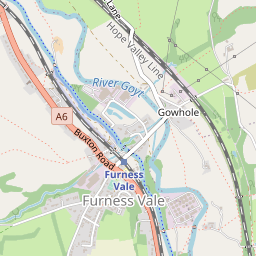 Lane
Hope Valley Line
River Goyt
Gowhole
A6
Buxton Road
Furness
Vale
Furness Vale